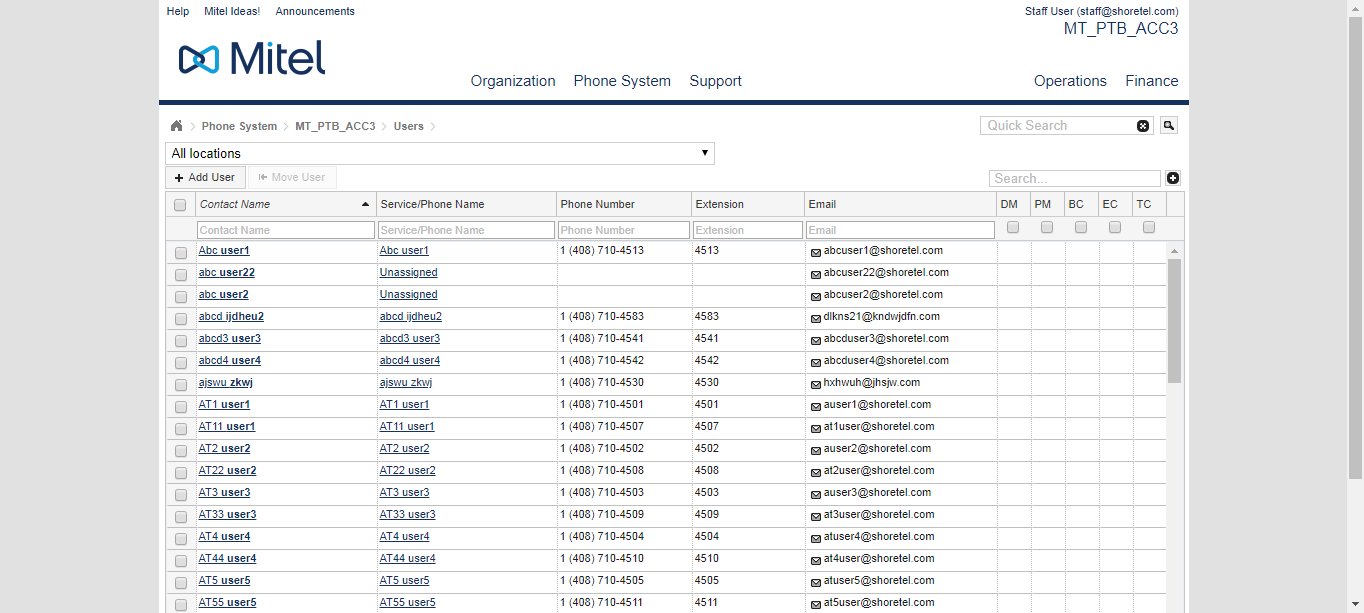 Help Mitel Ideas! Announcements Staff User (staff@shoretel.com)
MT_PTB_ACC3
Mitel
Organization Phone System Support Operations Finance
Phone System MT_PTB_ACC3 Users Quick Search
All locations
Add User Move User Search...
Contact Name Service/Phone Name Phone Number Extension Email DM PM BC EC TC
Contact Name Service/Phone Name Phone Number Extension Email
Abc user1 Abc user1 1 (408) 710-4513 4513 abcuser1@shoretel.com
abc user22 Unassigned abcuser22@shoretel.com
abc user2 Unassigned abcuser2@shoretel.com
abcd ijdheu2 abcd ijdheu2 1 (408) 710-4583 4583 dlkns21@kndwjdfn.com
abcd3 user3 abcd3 user3 1 (408) 710-4541 4541 abcduser3@shoretel.com
abcd4 user4 abcd4 user4 1 (408) 710-4542 4542 abcduser4@shoretel.com
ajswu zkwj ajswu zkwj 1 (408) 710-4530 4530 hxhwuh@jhsjw.com
AT1 user1 AT1 user1 1 (408) 710-4501 4501 auser1@shoretel.com
AT11 user1 AT11 user1 1 (408) 710-4507 4507 at1user@shoretel.com
AT2 user2 AT2 user2 1 (408) 710-4502 4502 auser2@shoretel.com
AT22 user2 AT22 user2 1 (408) 710-4508 4508 at2user@shoretel.com
AT3 user3 AT3 user3 1 (408) 710-4503 4503 auser3@shoretel.com
AT33 user3 AT33 user3 1 (408) 710-4509 4509 at3user@shoretel.com
AT4 user4 AT4 user4 1 (408) 710-4504 4504 atuser4@shoretel.com
AT44 user4 AT44 user4 1 (408) 710-4510 4510 at4user@shoretel.com
AT5 user5 AT5 user5 1 (408) 710-4505 4505 atuser5@shoretel.com
AT55 user5 AT55 user5 1 (408) 710-4511 4511 at5user@shoretel.com